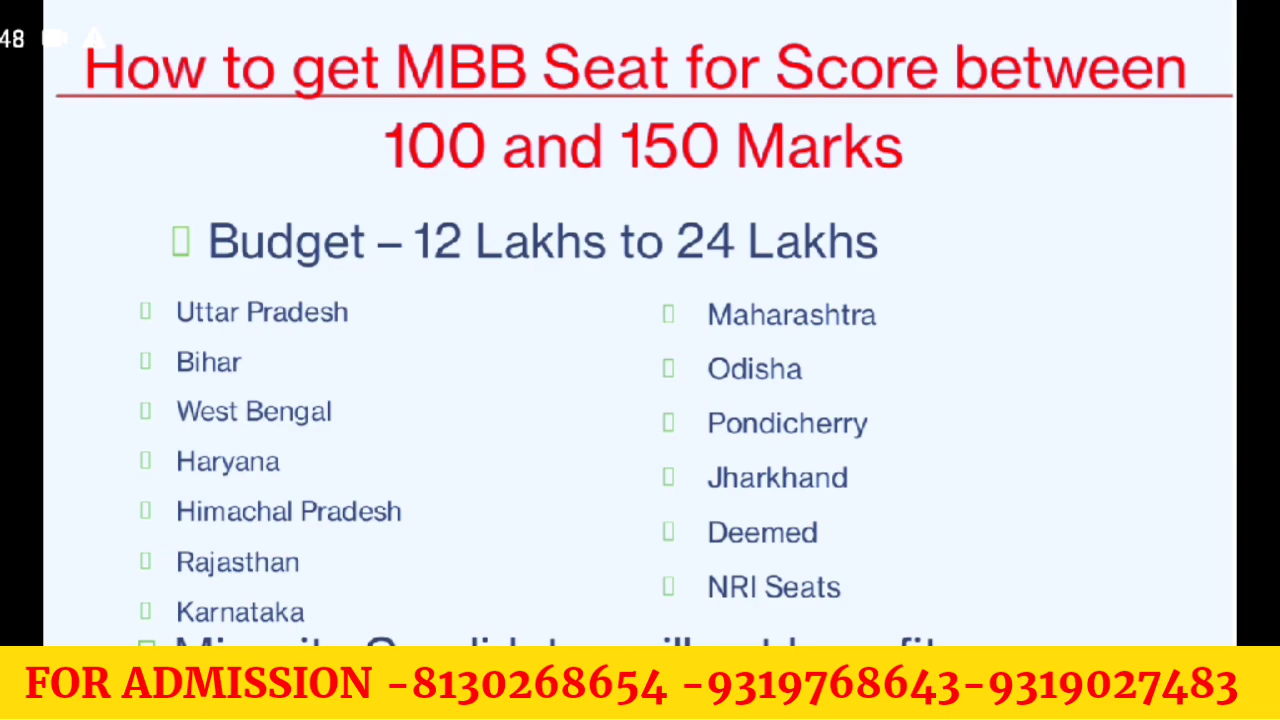 48
How to get MBB Seat for Score between
100 and 150 Marks
Budget – 12 Lakhs to 24 Lakhs
Uttar Pradesh
Bihar
West Bengal
Haryana
Himachal Pradesh
Rajasthan
Karnataka
Maharashtra
Odisha
Pondicherry
Jharkhand
Deemed
NRI Seats
FOR ADMISSION -8130268654 -9319768643-9319027483